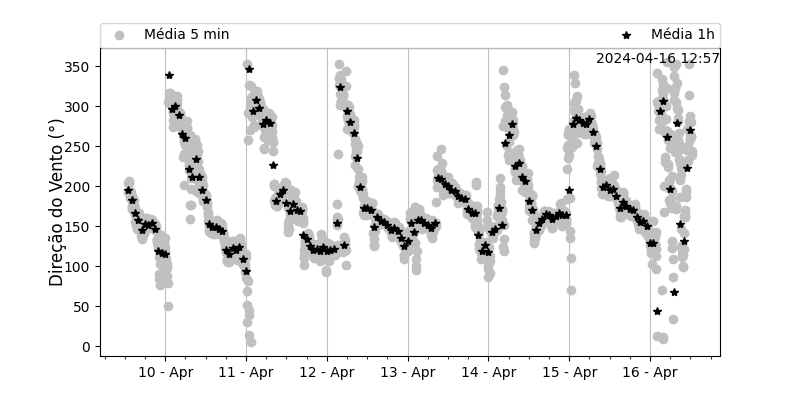 Média 5 min
Média 1h
2024-04-16 12:57
Direção do Vento (°)
350
300
250
200
150
100
50
0
10 - Apr
11 - Apr
12 - Apr
13 - Apr
14 - Apr
15 - Apr
16 - Apr